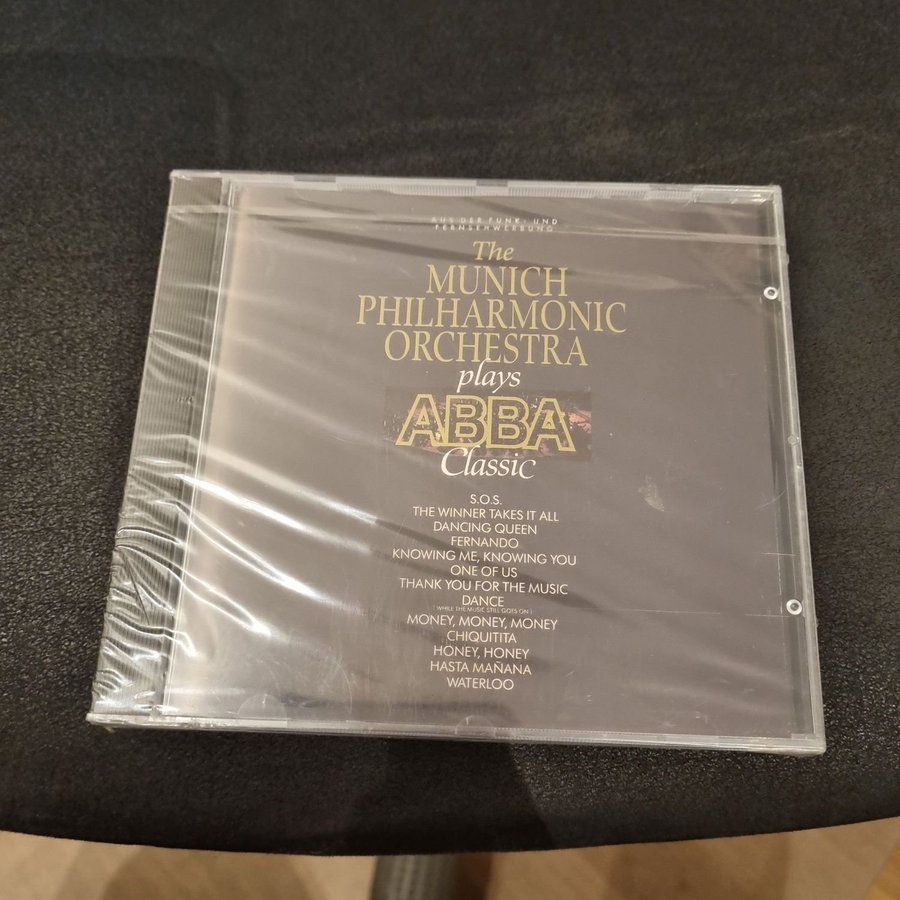 AUS DER FUNK- UND
FERNSEHWERBUNG
The
MUNICH
PHILHARMONIC
ORCHESTRA
plays
ABBA
Classic
S.O.S.
THE WINNER TAKES IT ALL
DANCING QUEEN
FERNANDO
KNOWING ME, KNOWING YOU
ONE OF US
THANK YOU FOR THE MUSIC
DANCE
(WHILE THE MUSIC STILL GOES ON)
MONEY, MONEY, MONEY
CHIQUITITA
HONEY, HONEY
HASTA MAÑANA
WATERLOO